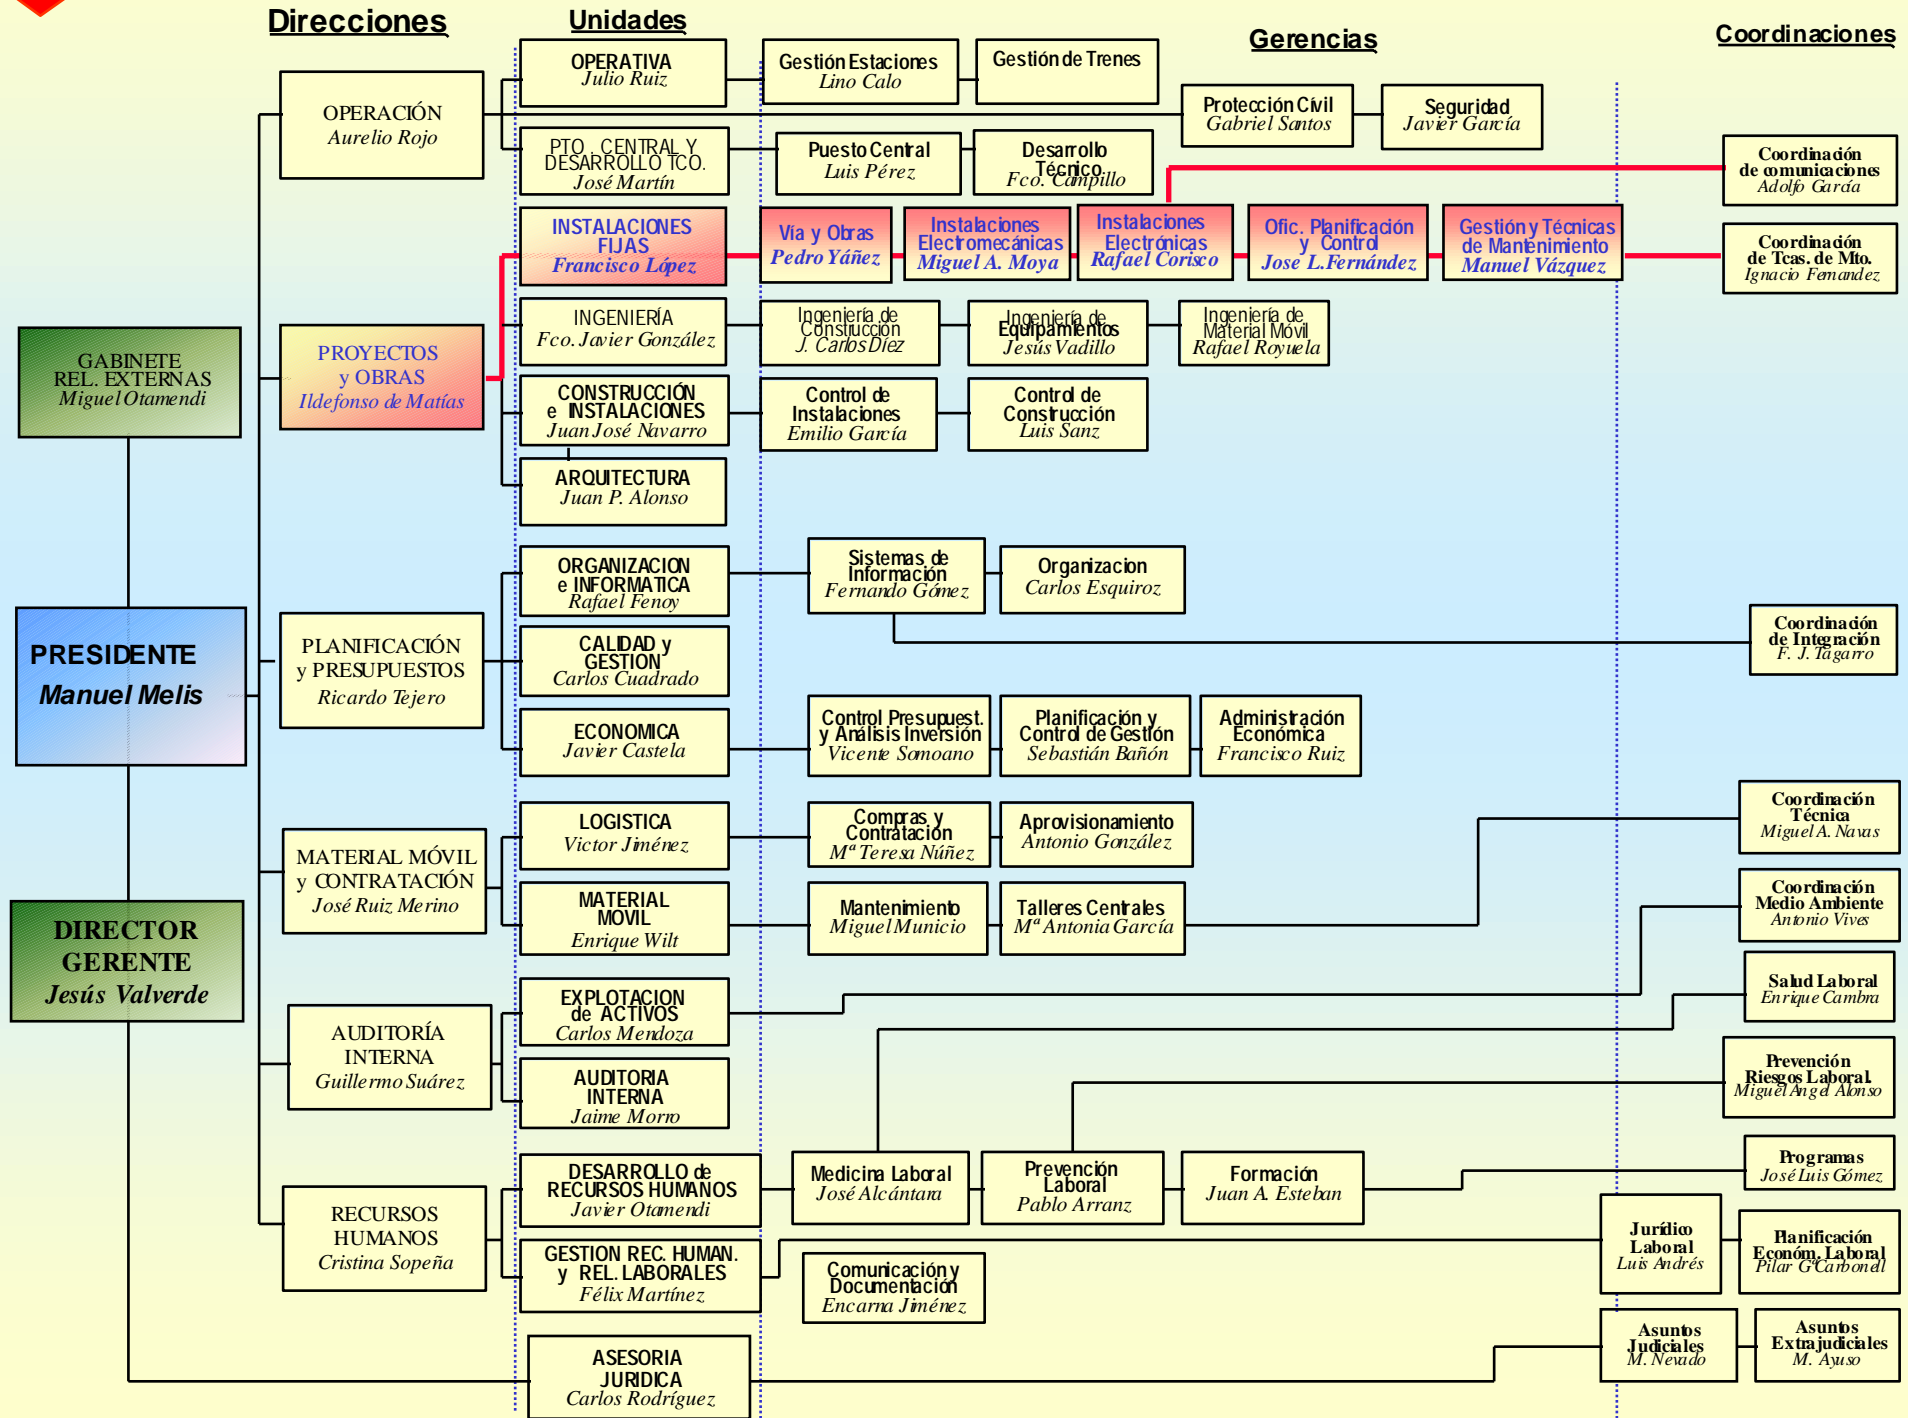 Direcciones
Unidades
Gerencias
Coordinaciones
OPERATIVA
Julio Ruiz
Gestión Estaciones
Lino Calo
Gestión de Trenes
OPERACIÓN
Aurelio Rojo
Protección Cívil
Gabriel Santos
Seguridad
Javier García
PTO . CENTRAL Y
DESARROLLO TCO.
José Martín
Puesto Central
Luis Pérez
Desarrollo
Técnico
Fco. Campillo
Coordinación
de comunicaciones
Adolfo García
INSTALACIONES
FIJAS
Francisco López
Vía y Obras
Pedro Yáñez
Instalaciones
Electromecánicas
Miguel A. Moya
Instalaciones
Electrónicas
Rafael Corisco
Ofic. Planificación
y Control
José L.Fernández
Gestión y Técnicas
de Mantenimiento
Manuel Vázquez
Coordinación
de Tcas. de Mto.
Ignacio Fernandez
GABINETE
REL. EXTERNAS
Miguel Otamendi
PROYECTOS
y OBRAS
Ildefonso de Matías
INGENIERÍA
Fco. Javier González
Ingeniería de
Construcción
J. Carlos Díez
Ingeniería de
Equipamientos
Jesús Vadillo
Ingeniería de
Material Móvil
Rafael Royuela
CONSTRUCCIÓN
e INSTALACIONES
Juan José Navarro
Control de
Instalaciones
Emilio García
Control de
Construcción
Luis Sanz
ARQUITECTURA
Juan P. Alonso
PRESIDENTE
Manuel Melis
PLANIFICACIÓN
y PRESUPUESTOS
Ricardo Tejero
ORGANIZACION
e INFORMATICA
Rafael Fenoy
Sistemas de
Información
Fernando Gómez
Organizacion
Carlos Esquiroz
Coordinación
de Integración
F. J. Tagarro
CALIDAD y
GESTION
Carlos Cuadrado
ECONOMICA
Javier Castela
Control Presupuest.
y Análisis Inversión
Vicente Somoano
Planificación y
Control de Gestión
Sebastián Bañón
Administración
Económica
Francisco Ruiz
MATERIAL MÓVIL
y CONTRATACIÓN
José Ruiz Merino
LOGISTICA
Victor Jiménez
Compras y
Contratación
Mª Teresa Núñez
Aprovisionamiento
Antonio González
Coordinación
Técnica
Miguel A. Navas
MATERIAL
MOVIL
Enrique Wilt
Mantenimiento
Miguel Municio
Talleres Centrales
Mª Antonia García
Coordinación
Medio Ambiente
Antonio Vives
DIRECTOR
GERENTE
Jesús Valverde
AUDITORÍA
INTERNA
Guillermo Suárez
EXPLOTACION
de ACTIVOS
Carlos Mendoza
Salud Laboral
Enrique Cambra
AUDITORIA
INTERNA
Jaime Morro
Prevención
Riesgos Laboral.
Miguel Angel Alonso
RECURSOS
HUMANOS
Cristina Sopeña
DESARROLLO de
RECURSOS HUMANOS
Javier Otamendi
Medicina Laboral
José Alcántara
Prevención
Laboral
Pablo Arranz
Formación
Juan A. Esteban
Programas
José Luis Gómez
GESTION REC. HUMAN.
y REL. LABORALES
Félix Martínez
Comunicación y
Documentación
Encarna Jiménez
Jurídico
Laboral
Luis Andrés
Planificación
Económ. Laboral
Pilar GªCarbonell
ASESORIA
JURIDICA
Carlos Rodríguez
Asuntos
Judiciales
M. Nevado
Asuntos
Extrajudiciales
M. Ayuso